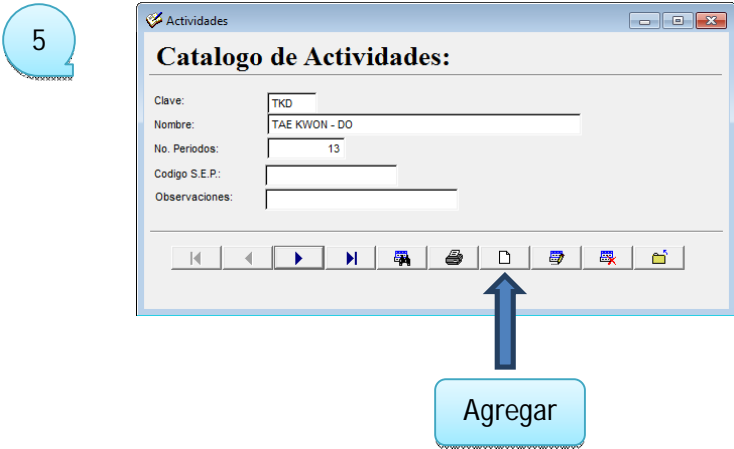 5
Actividades
Catalogo de Actividades:
Clave: TKD
Nombre: TAE KWON - DO
No. Periodos: 13
Codigo S.E.P.:
Observaciones:
Agregar